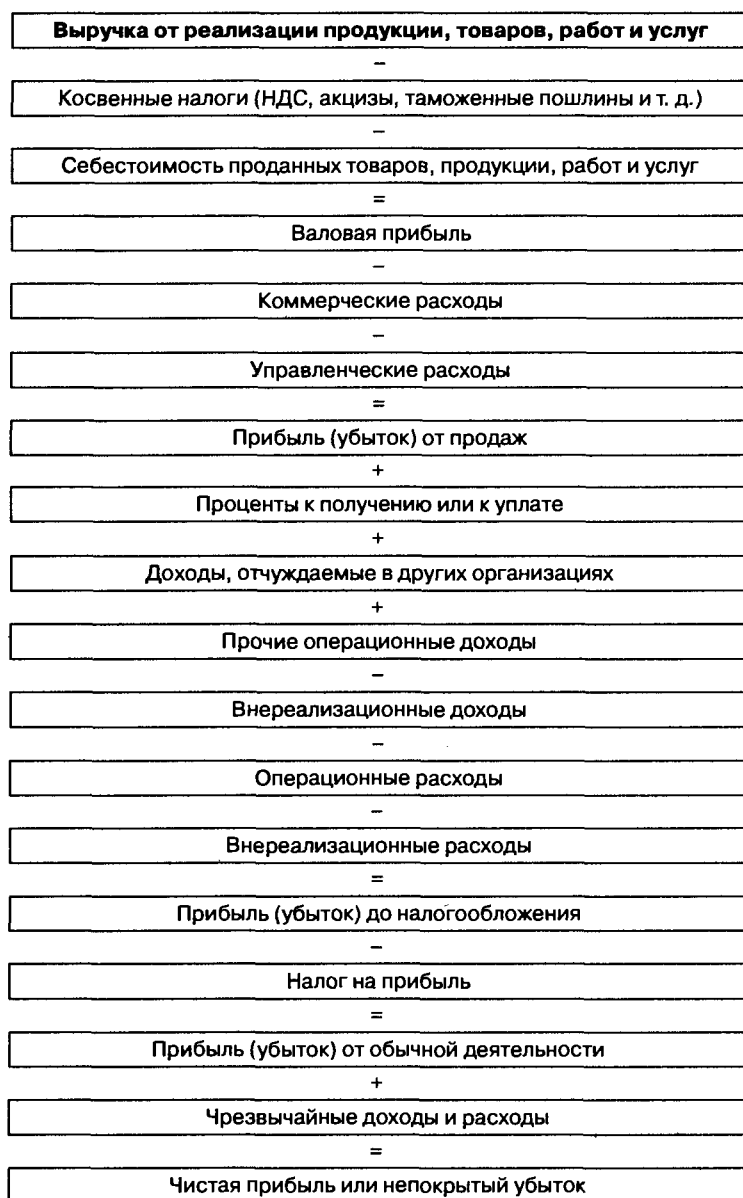 Выручка от реализации продукции, товаров, работ и услуг
–
Косвенные налоги (НДС, акцизы, таможенные пошлины и т. д.)
–
Себестоимость проданных товаров, продукции, работ и услуг
=
Валовая прибыль
–
Коммерческие расходы
–
Управленческие расходы
=
Прибыль (убыток) от продаж
+
Проценты к получению или к уплате
+
Доходы, отчуждаемые в других организациях
+
Прочие операционные доходы
–
Внереализационные доходы
–
Операционные расходы
–
Внереализационные расходы
=
Прибыль (убыток) до налогообложения
–
Налог на прибыль
=
Прибыль (убыток) от обычной деятельности
+
Чрезвычайные доходы и расходы
=
Чистая прибыль или непокрытый убыток